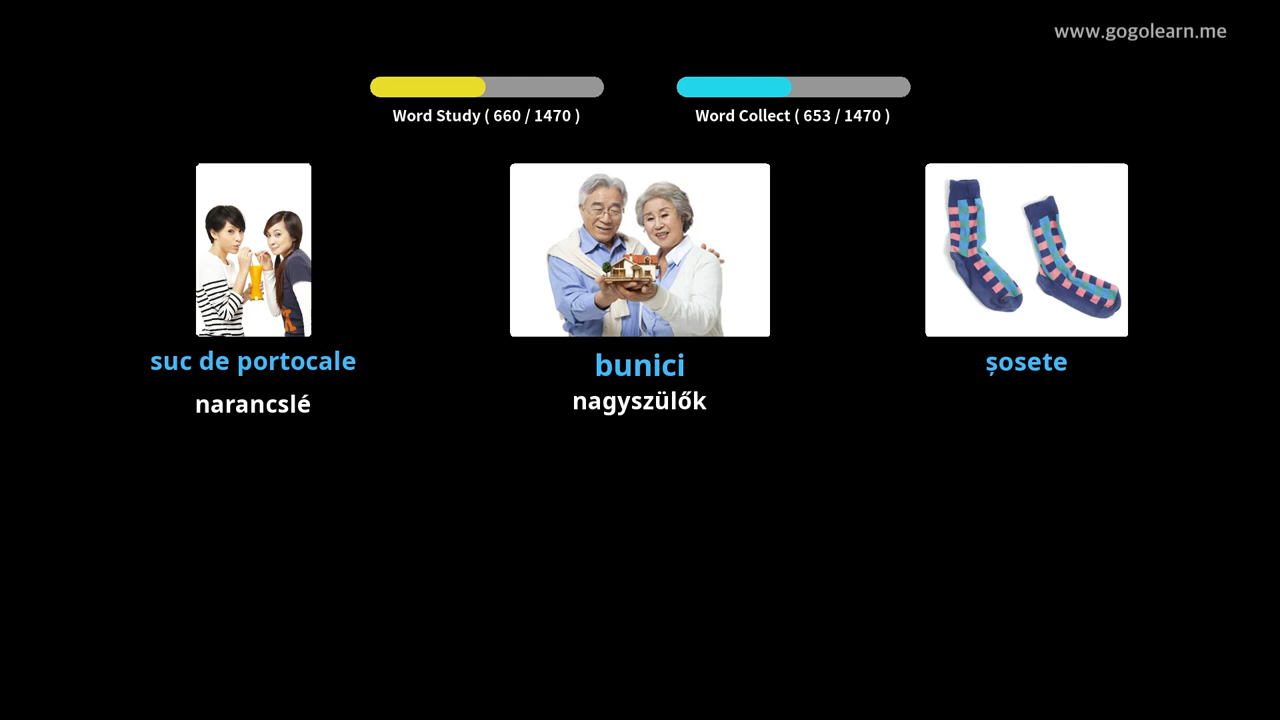 www.gogolearn.me
Word Study ( 660 / 1470 )
Word Collect ( 653 / 1470 )
suc de portocale
narancslé
bunici
nagyszülők
șosete